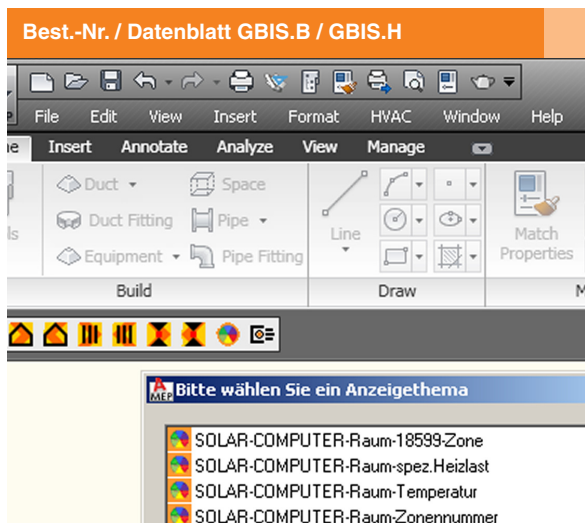 Best.-Nr. / Datenblatt GBIS.B / GBIS.H
File Edit View Insert Format HVAC Window Help
Insert Annotate Analyze View Manage
Duct Space
Duct Fitting Pipe Line Match Properties
Equipment Pipe Fitting
Build Draw
MEP Bitte wählen Sie ein Anzeigethema
SOLAR-COMPUTER-Raum-18599-Zone
SOLAR-COMPUTER-Raum-spez.Heizlast
SOLAR-COMPUTER-Raum-Temperatur
SOLAR-COMPUTER-Raum-Zonennummer